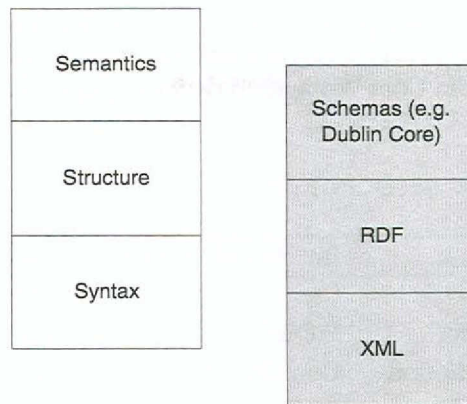 Semantics
Structure
Syntax
Schemas (e.g.
Dublin Core)
RDF
XML